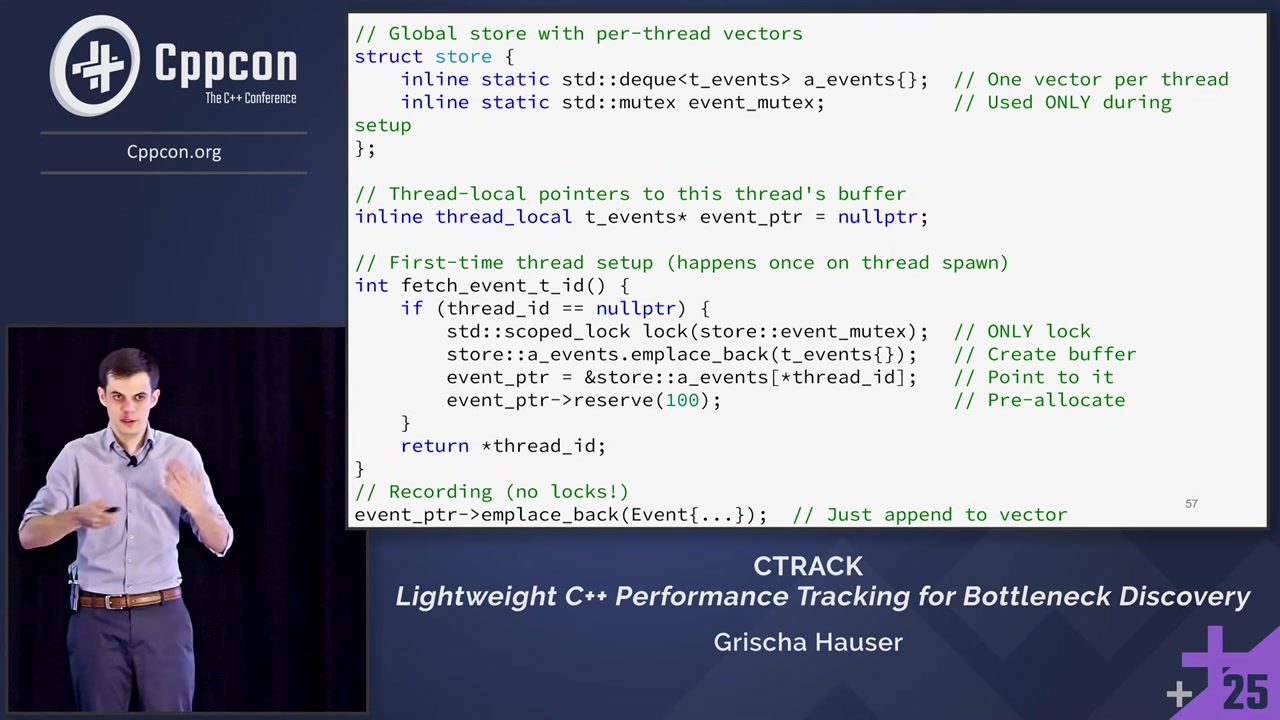 Cppcon
The C++ Conference
Cppcon.org
// Global store with per-thread vectors
struct store {
    inline static std::deque<t_events> a_events{};  // One vector per thread
    inline static std::mutex event_mutex;           // Used ONLY during
setup
};
// Thread-local pointers to this thread's buffer
inline thread_local t_events* event_ptr = nullptr;
// First-time thread setup (happens once on thread spawn)
int fetch_event_t_id() {
    if (thread_id == nullptr) {
        std::scoped_lock lock(store::event_mutex);  // ONLY lock
        store::a_events.emplace_back(t_events{});   // Create buffer
        event_ptr = &store::a_events[*thread_id];   // Point to it
        event_ptr->reserve(100);                    // Pre-allocate
    }
    return *thread_id;
}
// Recording (no locks!)
event_ptr->emplace_back(Event{...});  // Just append to vector
57
CTRACK
Lightweight C++ Performance Tracking for Bottleneck Discovery
Grischa Hauser
25